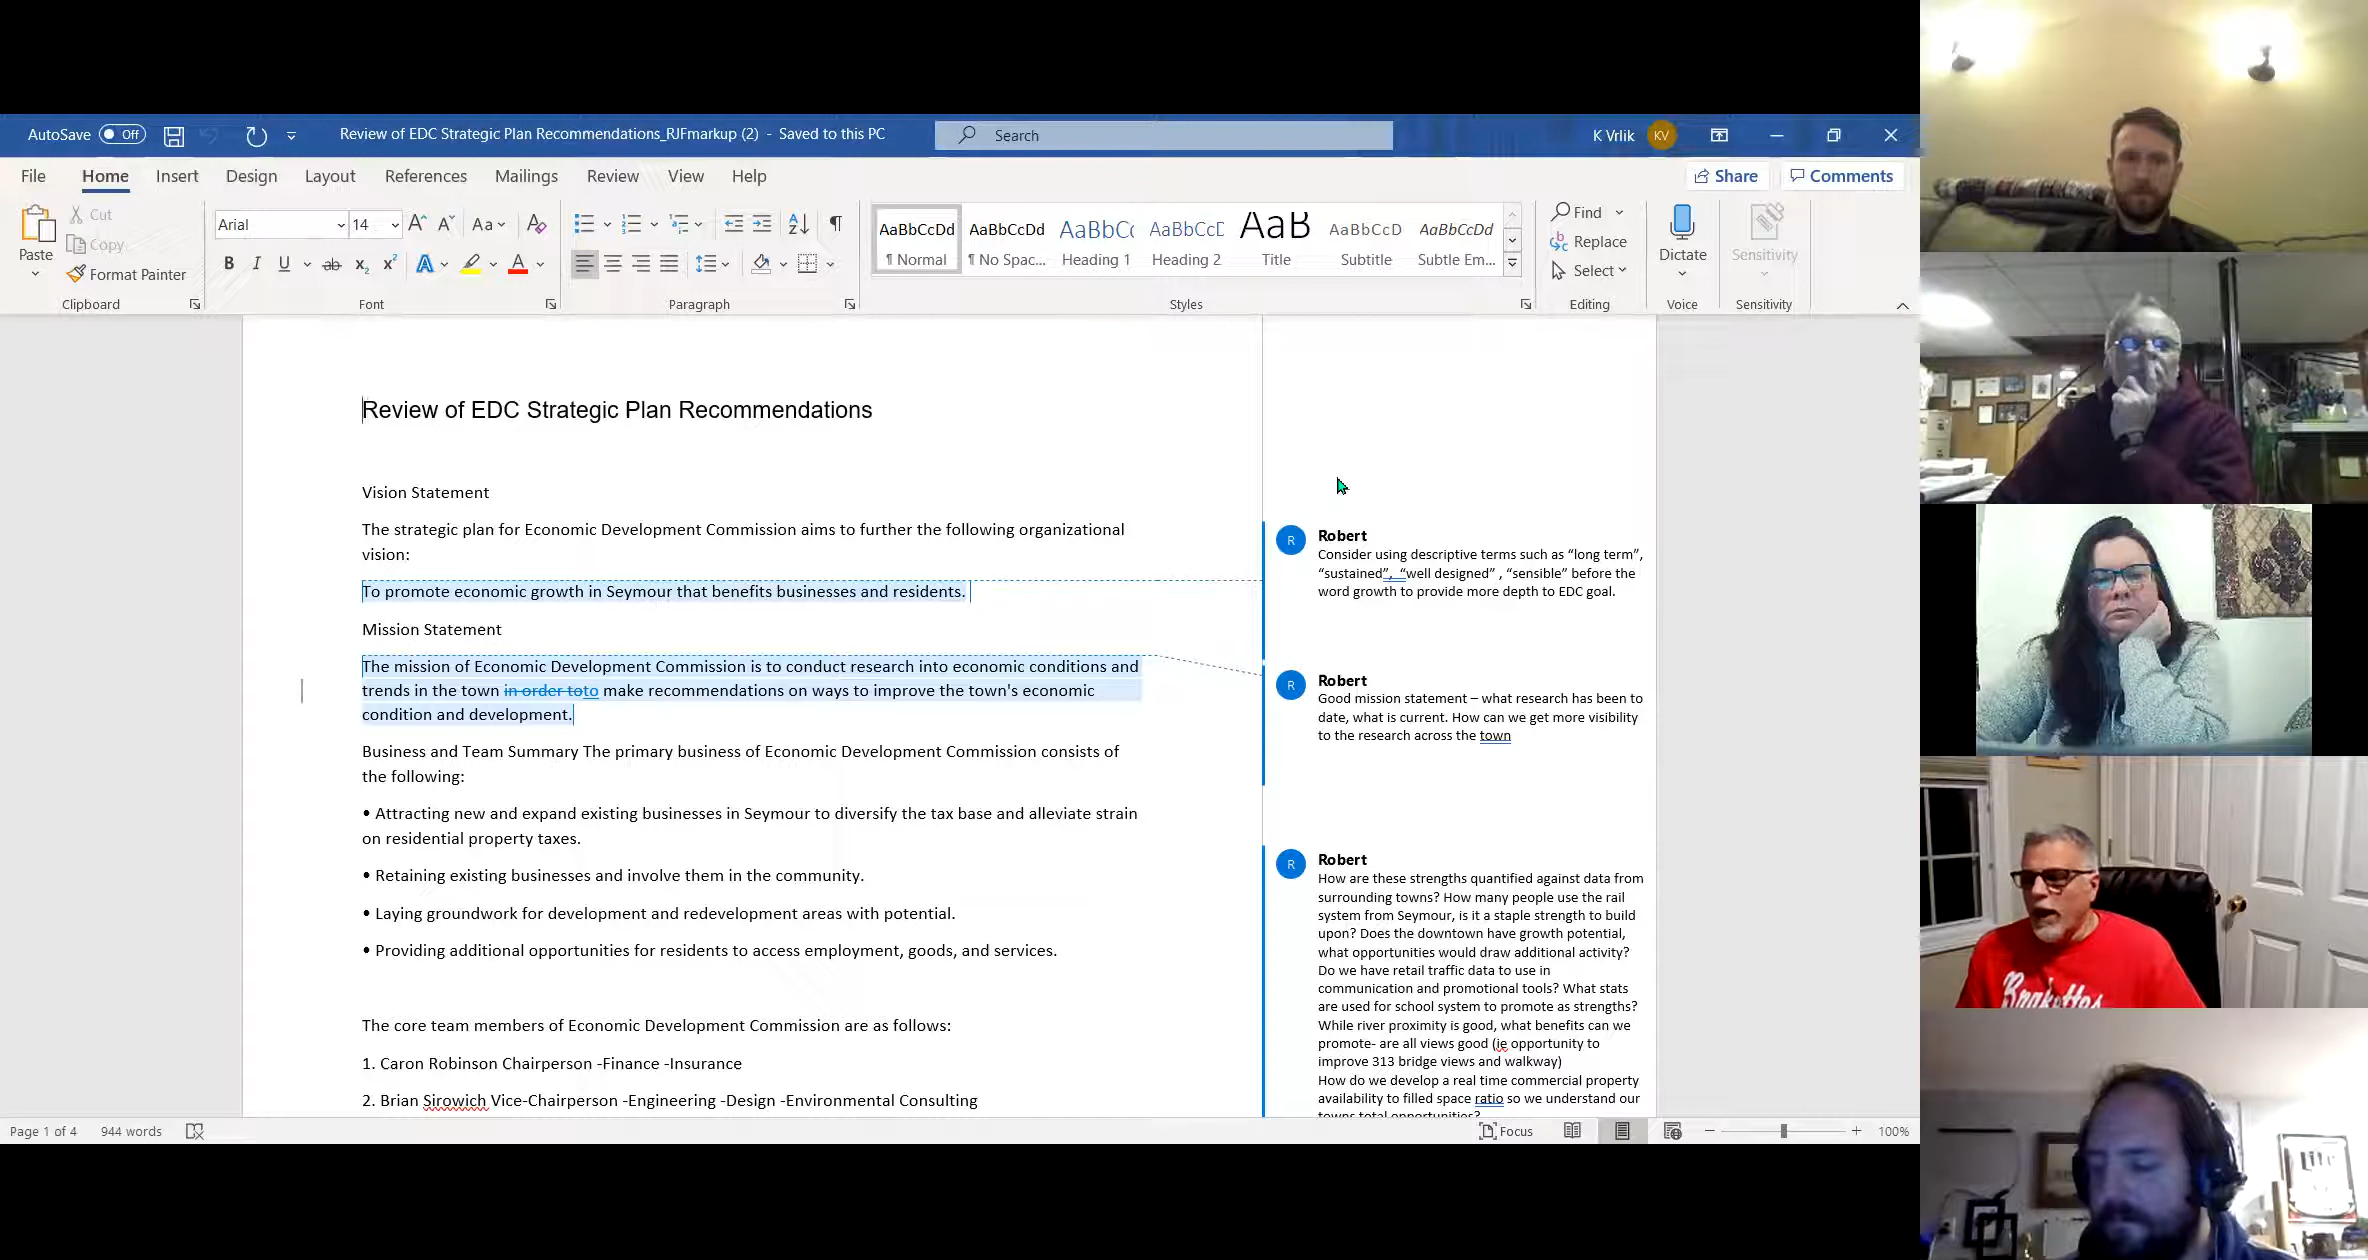 AutoSave Off Review of EDC Strategic Plan Recommendations_RJFmarkup (2) - Saved to this PC Search K Vrlik KV
File Home Insert Design Layout References Mailings Review View Help Share Comments
Paste Cut Copy Format Painter
Clipboard
Arial 14
Font
Paragraph
AaBbCcDd ¶ Normal
AaBbCcDd ¶ No Spac...
AaBbCc Heading 1
AaBbCcD Heading 2
AaB Title
AaBbCcD Subtitle
AaBbCcDd Subtle Em...
Styles
Find
Replace
Select
Editing
Dictate
Voice
Sensitivity
Sensitivity
Review of EDC Strategic Plan Recommendations
Vision Statement
The strategic plan for Economic Development Commission aims to further the following organizational
vision:
To promote economic growth in Seymour that benefits businesses and residents.
Mission Statement
The mission of Economic Development Commission is to conduct research into economic conditions and
trends in the town in order toto make recommendations on ways to improve the town's economic
condition and development.
Business and Team Summary The primary business of Economic Development Commission consists of
the following:
• Attracting new and expand existing businesses in Seymour to diversify the tax base and alleviate strain
on residential property taxes.
• Retaining existing businesses and involve them in the community.
• Laying groundwork for development and redevelopment areas with potential.
• Providing additional opportunities for residents to access employment, goods, and services.
The core team members of Economic Development Commission are as follows:
1. Caron Robinson Chairperson -Finance -Insurance
2. Brian Sirowich Vice-Chairperson -Engineering -Design -Environmental Consulting
R Robert
Consider using descriptive terms such as “long term”,
“sustained”, “well designed” , “sensible” before the
word growth to provide more depth to EDC goal.
R Robert
Good mission statement – what research has been to
date, what is current. How can we get more visibility
to the research across the town
R Robert
How are these strengths quantified against data from
surrounding towns? How many people use the rail
system from Seymour, is it a staple strength to build
upon? Does the downtown have growth potential,
what opportunities would draw additional activity?
Do we have retail traffic data to use in
communication and promotional tools? What stats
are used for school system to promote as strengths?
While river proximity is good, what benefits can we
promote- are all views good (ie opportunity to
improve 313 bridge views and walkway)
How do we develop a real time commercial property
availability to filled space ratio so we understand our
towns total opportunities?
Page 1 of 4 944 words Focus 100%
Brakettes